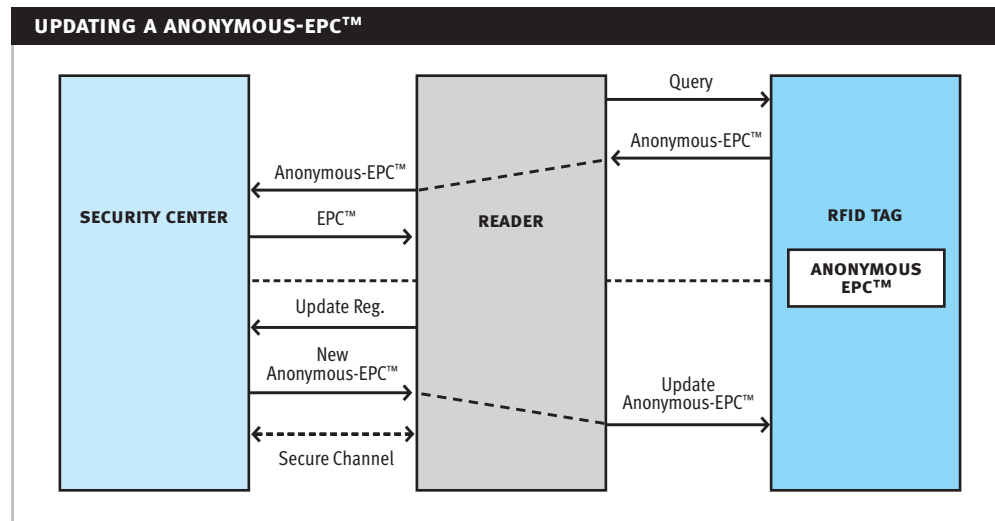 UPDATING A ANONYMOUS-EPC™
Query
Anonymous-EPC™
Anonymous-EPC™
SECURITY CENTER
EPC™
READER
RFID TAG
ANONYMOUS
EPC™
Update Reg.
New
Anonymous-EPC™
Update
Anonymous-EPC™
Secure Channel